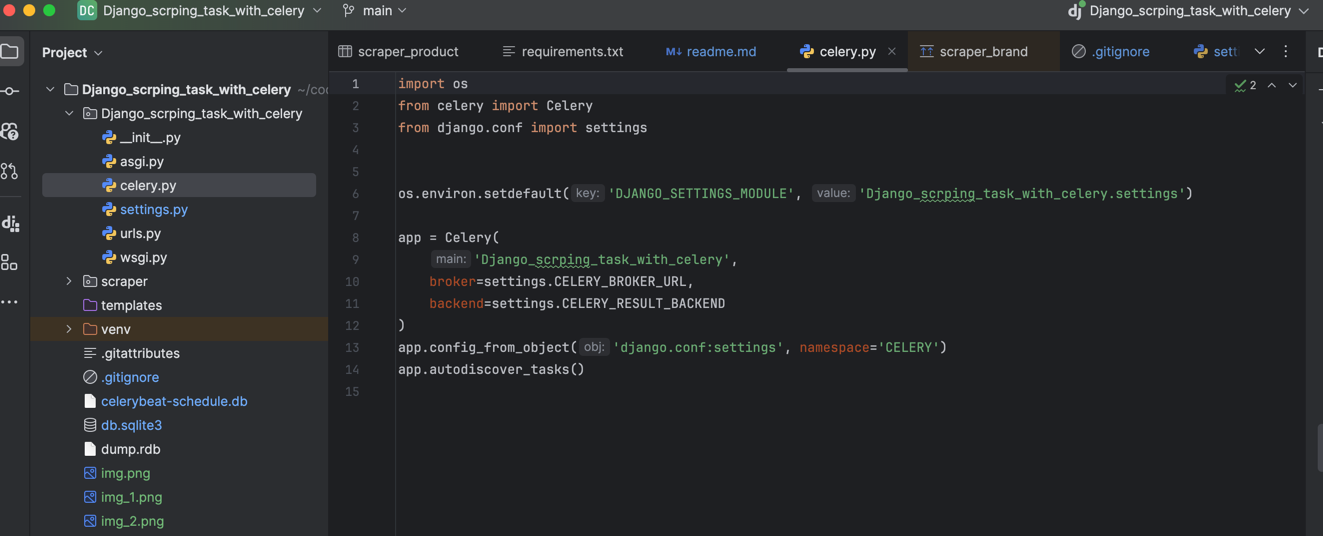 DC Django_scrping_task_with_celery main dj Django_scrping_task_with_celery
Project
scraper_product requirements.txt M↓ readme.md celery.py scraper_brand .gitignore
Django_scrping_task_with_celery
Django_scrping_task_with_celery
__init__.py
asgi.py
celery.py
settings.py
urls.py
wsgi.py
scraper
templates
venv
.gitattributes
.gitignore
celerybeat-schedule.db
db.sqlite3
dump.rdb
img.png
img_1.png
img_2.png
2
1 import os
2 from celery import Celery
3 from django.conf import settings
4
5
6 os.environ.setdefault( key: 'DJANGO_SETTINGS_MODULE', value: 'Django_scrping_task_with_celery.settings')
7
8 app = Celery(
9 main: 'Django_scrping_task_with_celery',
10 broker=settings.CELERY_BROKER_URL,
11 backend=settings.CELERY_RESULT_BACKEND
12 )
13 app.config_from_object( obj: 'django.conf:settings', namespace='CELERY')
14 app.autodiscover_tasks()
15